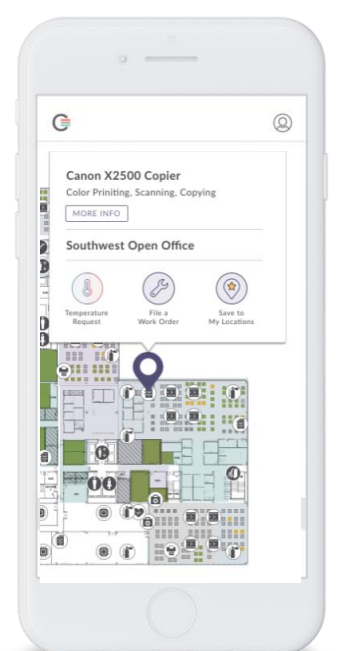 Canon X2500 Copier
Color Priniting, Scanning, Copying
MORE INFO
Southwest Open Office
Temperature
Request
File a
Work Order
Save to
My Locations